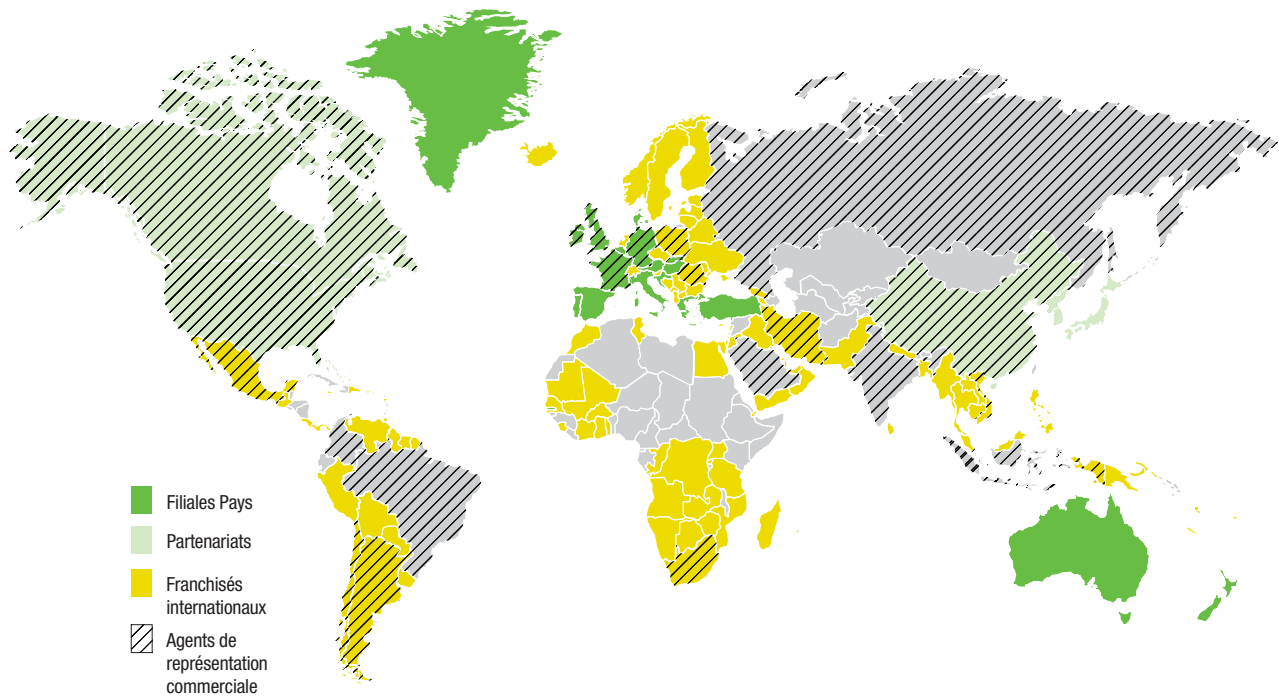 Filiales Pays
Partenariats
Franchisés
internationaux
Agents de
représentation
commerciale